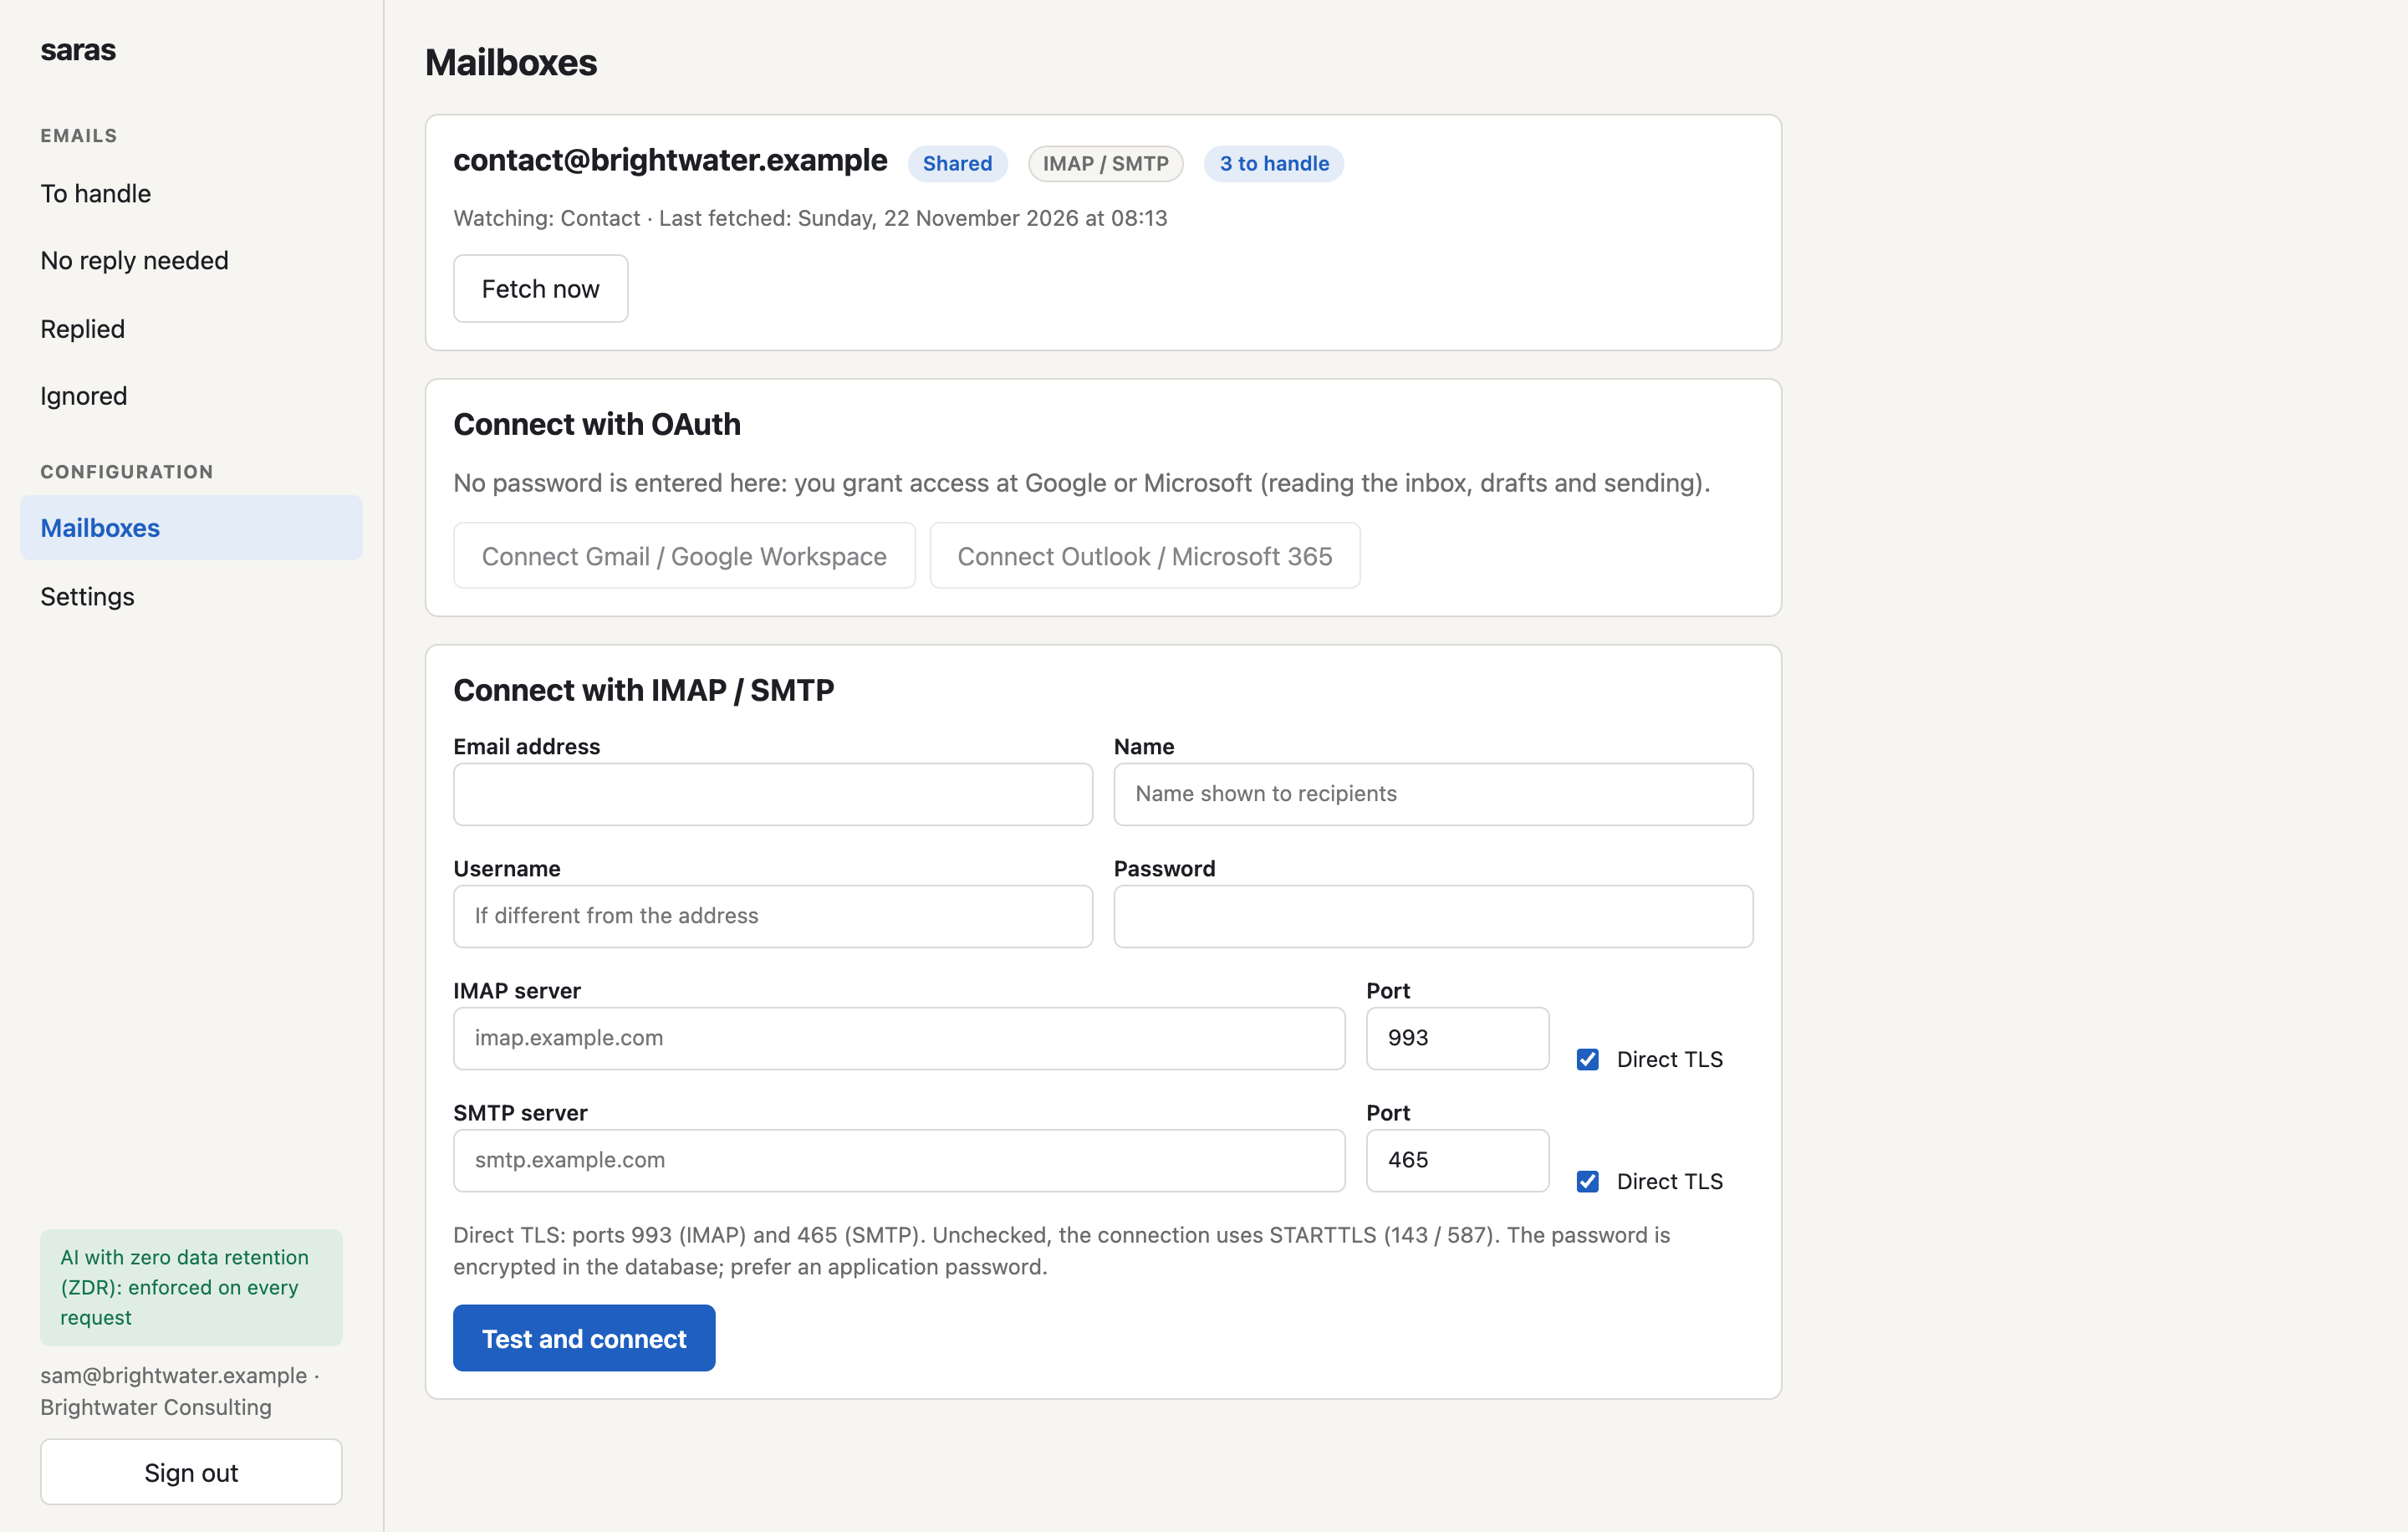 saras
EMAILS
To handle
No reply needed
Replied
Ignored
CONFIGURATION
Mailboxes
Settings
AI with zero data retention
(ZDR): enforced on every
request
sam@brightwater.example ·
Brightwater Consulting
Sign out
Mailboxes
contact@brightwater.example Shared IMAP / SMTP 3 to handle
Watching: Contact · Last fetched: Sunday, 22 November 2026 at 08:13
Fetch now
Connect with OAuth
No password is entered here: you grant access at Google or Microsoft (reading the inbox, drafts and sending).
Connect Gmail / Google Workspace Connect Outlook / Microsoft 365
Connect with IMAP / SMTP
Email address Name
Name shown to recipients
Username Password
If different from the address
IMAP server Port
imap.example.com 993 Direct TLS
SMTP server Port
smtp.example.com 465 Direct TLS
Direct TLS: ports 993 (IMAP) and 465 (SMTP). Unchecked, the connection uses STARTTLS (143 / 587). The password is
encrypted in the database; prefer an application password.
Test and connect